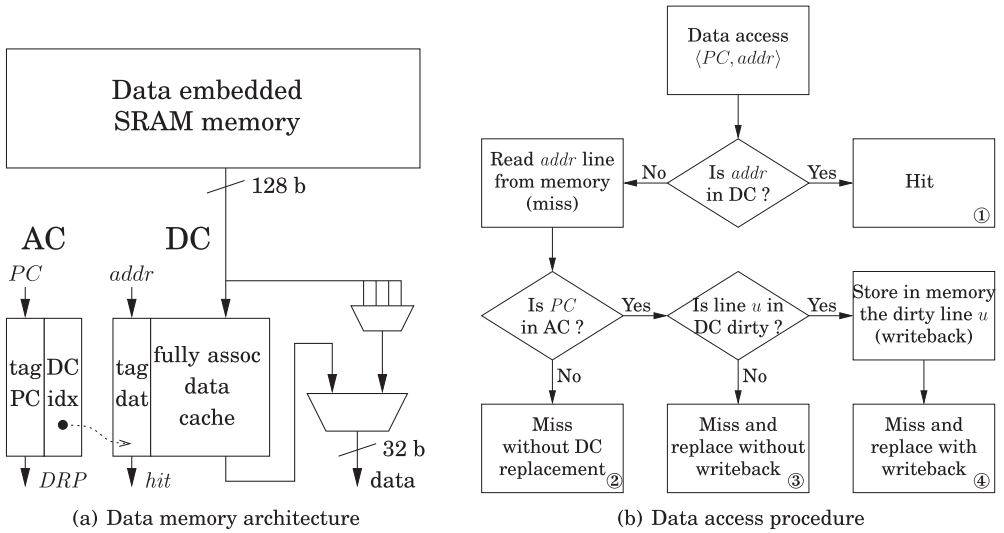 Data embedded
SRAM memory
128 b
AC
DC
PC
addr
tag
PC
DC
idx
tag
dat
fully assoc
data
cache
32 b
DRP
hit
data
(a) Data memory architecture
Data access
⟨PC, addr⟩
Read addr line
from memory
(miss)
No
Is addr
in DC ?
Yes
Hit
①
Is PC
in AC ?
Yes
Is line u in
DC dirty ?
Yes
Store in memory
the dirty line u
(writeback)
No
No
Miss
without DC
replacement
②
Miss and
replace without
writeback
③
Miss and
replace with
writeback
④
(b) Data access procedure